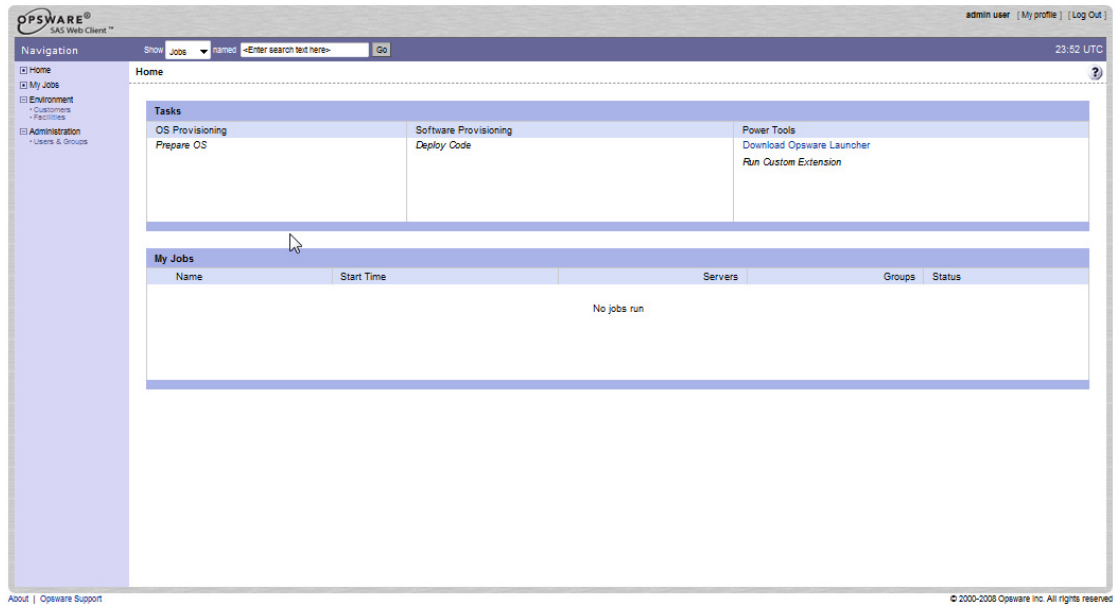 OPSWARE®
SAS Web Client™
admin user [ My profile ] [ Log Out ]
Navigation
Show Jobs named <Enter search text here> Go
23:52 UTC
Home
My Jobs
Environment
Customers
Facilities
Administration
Users & Groups
Home
?
Tasks
OS Provisioning Software Provisioning Power Tools
Prepare OS Deploy Code Download Opsware Launcher
Run Custom Extension
My Jobs
Name Start Time Servers Groups Status
No jobs run
About | Opsware Support
© 2000-2008 Opsware Inc. All rights reserved